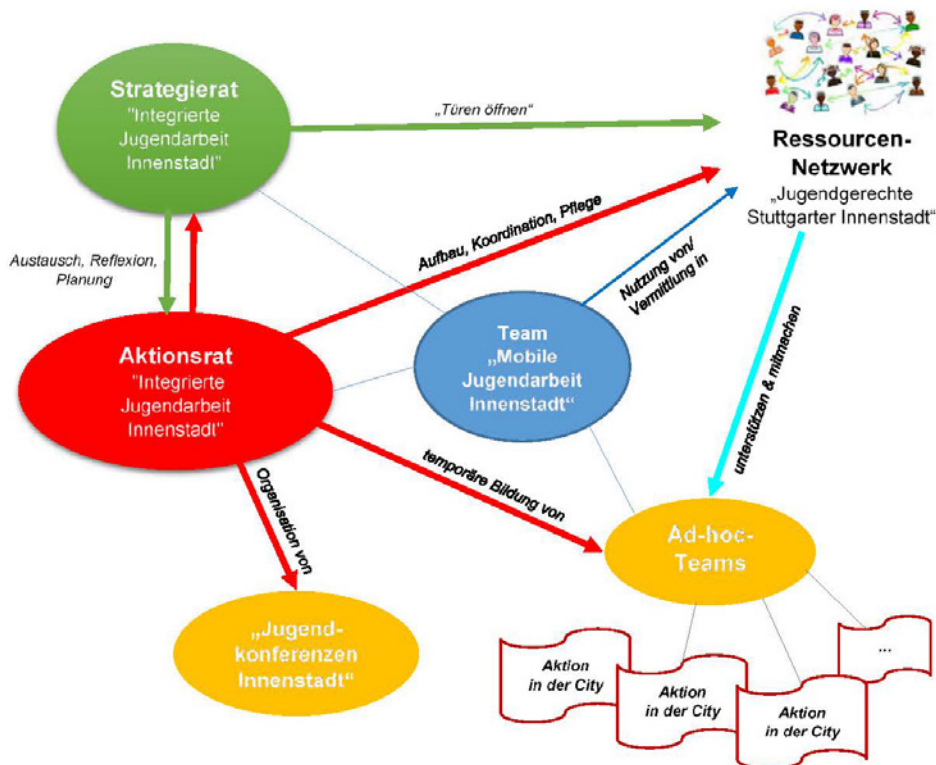 Strategierat
"Integrierte
Jugendarbeit
Innenstadt"
„Türen öffnen“
Ressourcen-
Netzwerk
„Jugendgerechte
Stuttgarter Innenstadt“
Austausch, Reflexion,
Planung
Aufbau, Koordination, Pflege
Nutzung von/
Vermittlung in
Aktionsrat
"Integrierte
Jugendarbeit
Innenstadt"
Team
„Mobile
Jugendarbeit
Innenstadt“
unterstützen & mitmachen
Organisation von
temporäre Bildung von
Ad-hoc-
Teams
„Jugend-
konferenzen
Innenstadt“
Aktion
in der City
Aktion
in der City
Aktion
in der City
...